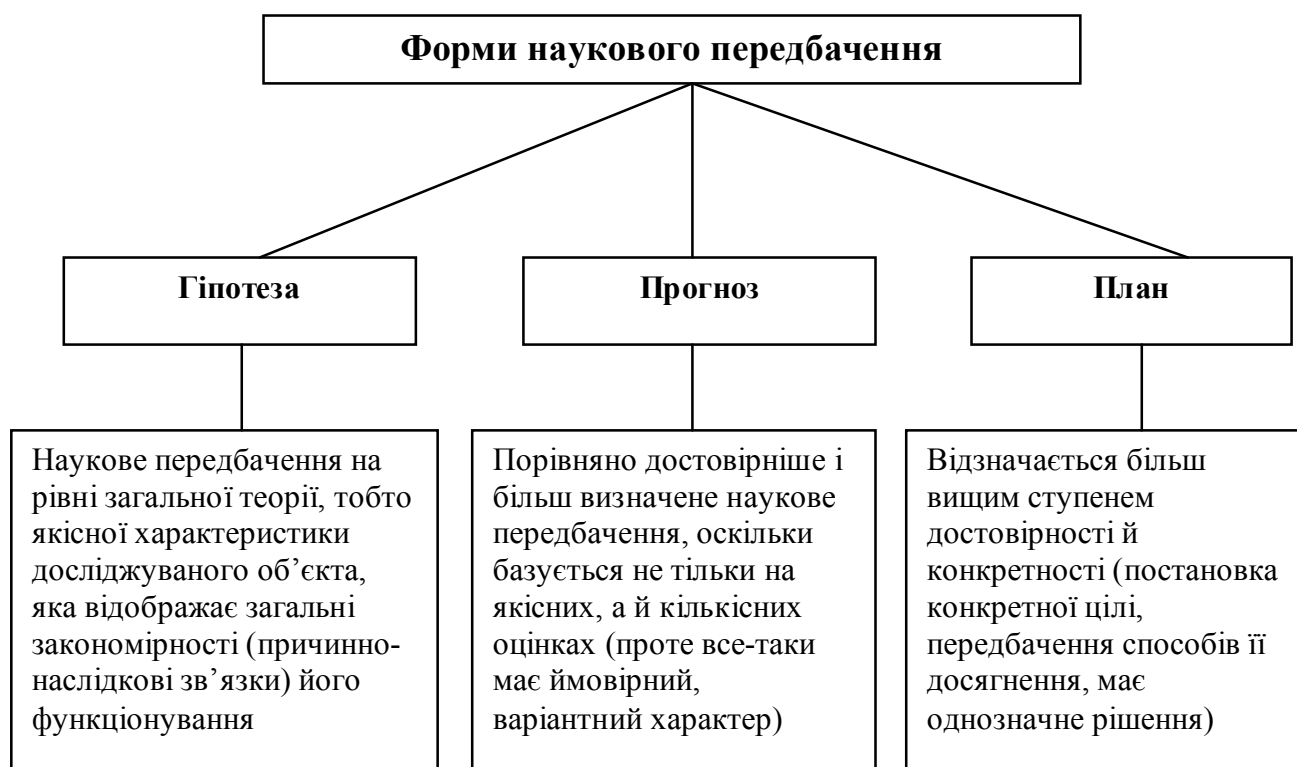 Форми наукового передбачення
Гіпотеза
Прогноз
План
Наукове передбачення на
рівні загальної теорії, тобто
якісної характеристики
досліджуваного об’єкта,
яка відображає загальні
закономірності (причинно-
наслідкові зв’язки) його
функціонування
Порівняно достовірніше і
більш визначене наукове
передбачення, оскільки
базується не тільки на
якісних, а й кількісних
оцінках (проте все-таки
має ймовірний,
варіантний характер)
Відзначається більш
вищим ступенем
достовірності й
конкретності (постановка
конкретної цілі,
передбачення способів її
досягнення, має
однозначне рішення)